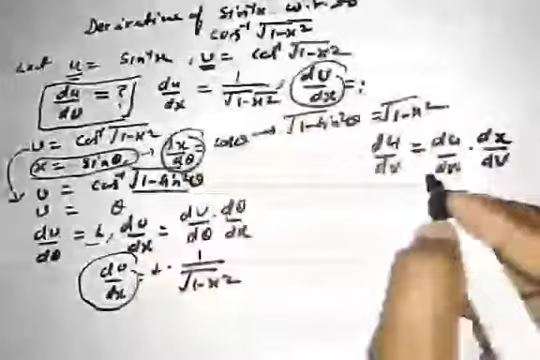 Derivative of Sin⁻¹x w.r.to
cos⁻¹√1-x²
Let u = Sin⁻¹x, v = cos⁻¹√1-x²
du/dv = ? du/dx = 1/√1-x², dv/dx = ?
v = cos⁻¹√1-x²
x = sinθ → dx/dθ = cosθ → √1-sin²θ = √1-x²
v = cos⁻¹√1-sin²θ
v = θ
dv/dθ = 1, dv/dx = dv/dθ · dθ/dx
dv/dx = 1 · 1/√1-x²
du/dv = du/dx · dx/dv